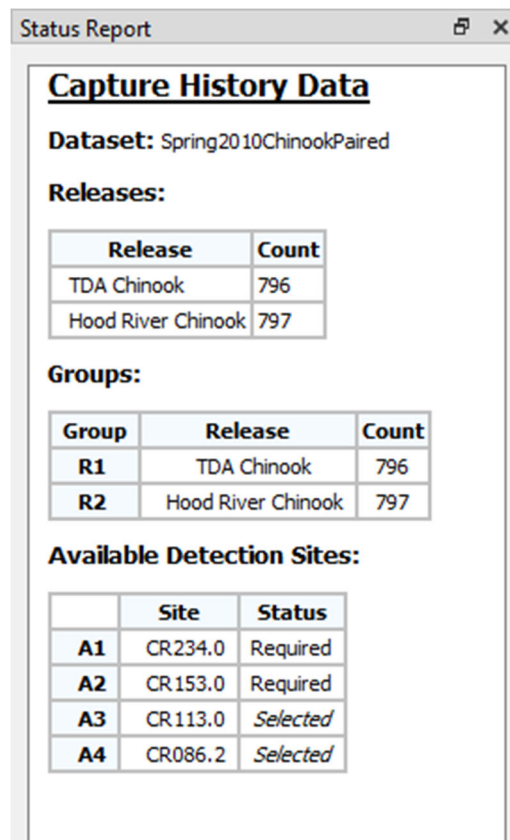 Status Report
Capture History Data
Dataset: Spring2010ChinookPaired
Releases:
Release Count
TDA Chinook 796
Hood River Chinook 797
Groups:
Group Release Count
R1 TDA Chinook 796
R2 Hood River Chinook 797
Available Detection Sites:
Site Status
A1 CR234.0 Required
A2 CR153.0 Required
A3 CR113.0 Selected
A4 CR086.2 Selected